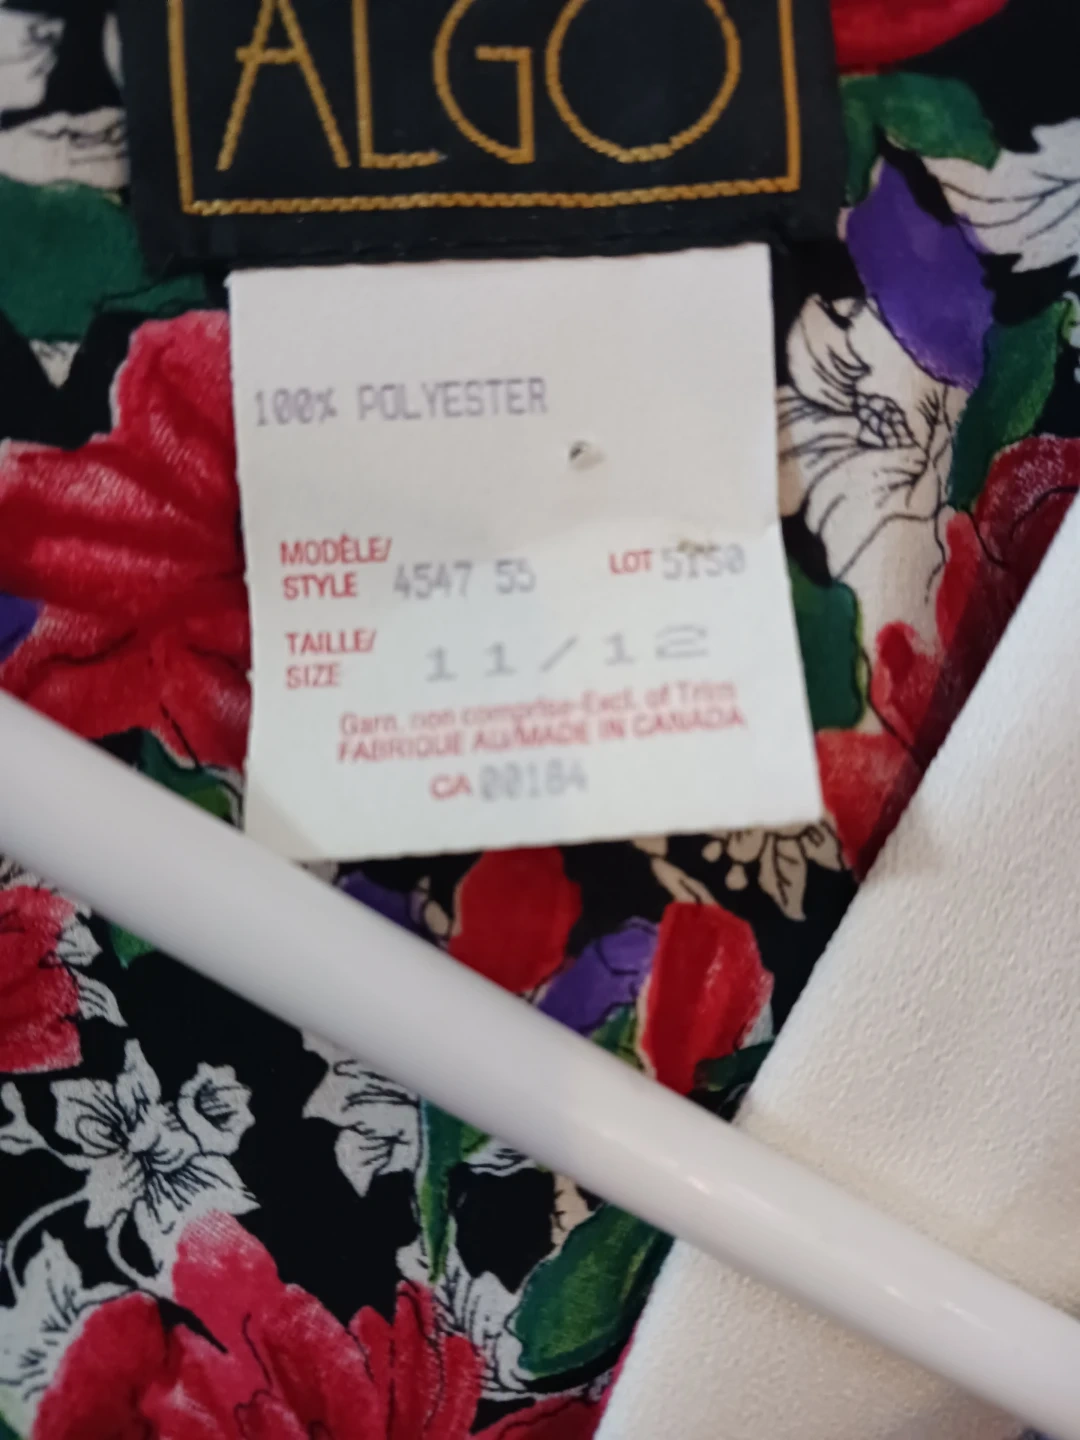 ALGO
100% POLYESTER
MODÈLE/
STYLE 4547 55 LOT 5150
TAILLE/
SIZE 11/12
Garn. non comprise-Excl. of Trim
FABRIQUE AU/MADE IN CANADA
CA 00184